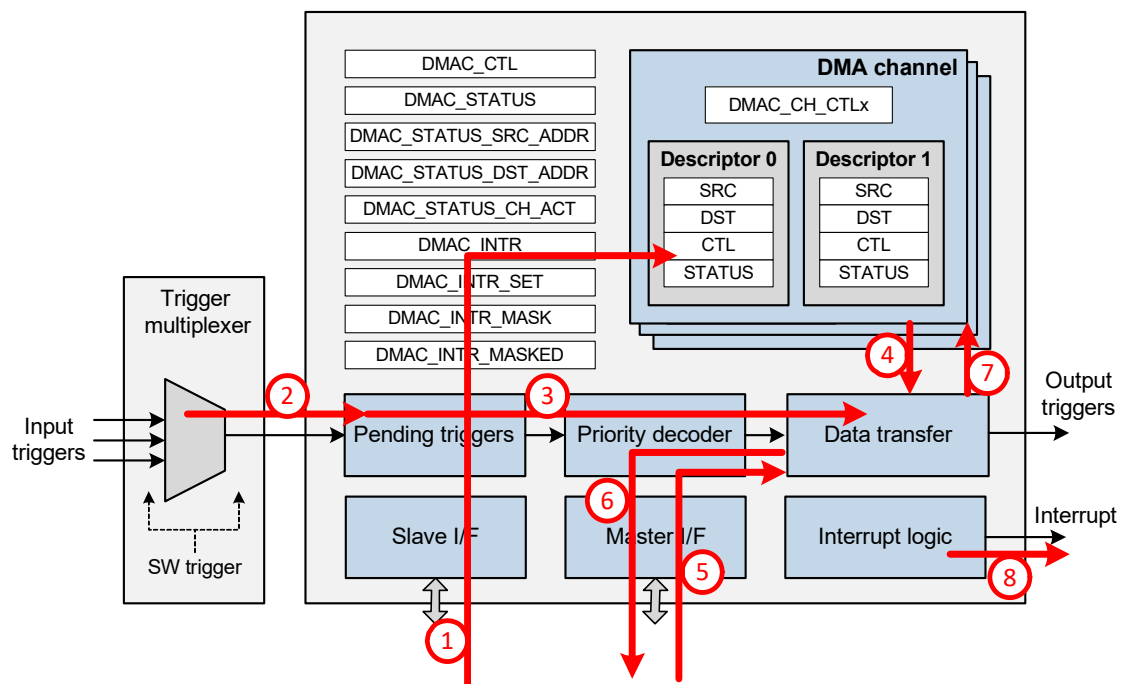 DMAC_CTL
DMAC_STATUS
DMAC_STATUS_SRC_ADDR
DMAC_STATUS_DST_ADDR
DMAC_STATUS_CH_ACT
DMAC_INTR
DMAC_INTR_SET
DMAC_INTR_MASK
DMAC_INTR_MASKED
DMA channel
DMAC_CH_CTLx
Descriptor 0
SRC
DST
CTL
STATUS
Descriptor 1
SRC
DST
CTL
STATUS
Trigger
multiplexer
Input
triggers
SW trigger
2
Pending triggers
3
Priority decoder
4
7
Data transfer
Output
triggers
Slave I/F
6
Master I/F
5
Interrupt logic
Interrupt
8
1